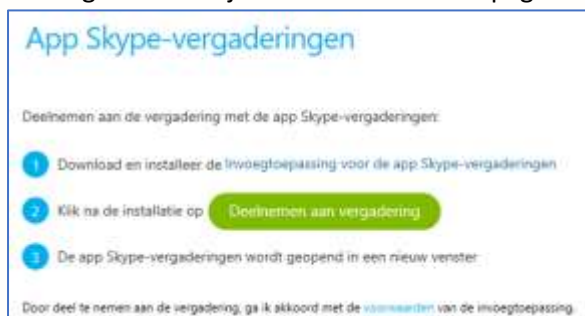 App Skype-vergaderingen
Deelnemen aan de vergadering met de app Skype-vergaderingen:
1 Download en installeer de Invoegtoepassing voor de app Skype-vergaderingen
2 Klik na de installatie op Deelnemen aan vergadering
3 De app Skype-vergaderingen wordt geopend in een nieuw venster
Door deel te nemen aan de vergadering, ga ik akkoord met de voorwaarden van de invoegtoepassing.